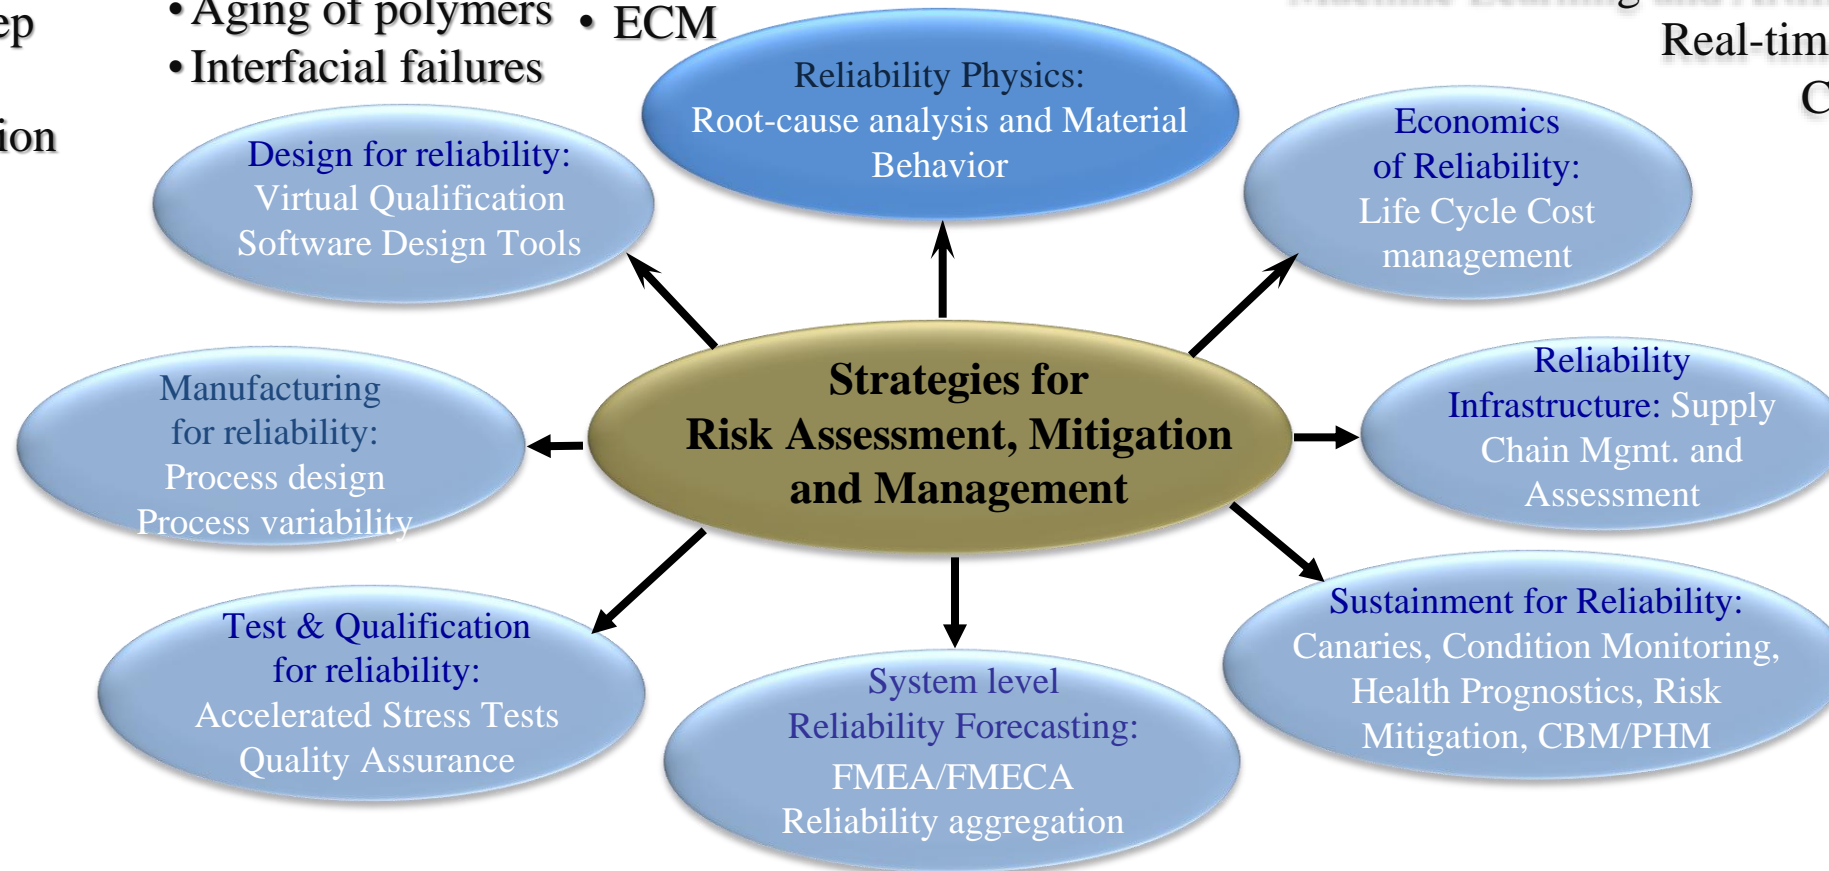 • Aging of polymers
• Interfacial failures
• ECM
Real-tim
Reliability Physics:
Root-cause analysis and Material
Behavior
Design for reliability:
Virtual Qualification
Software Design Tools
Economics
of Reliability:
Life Cycle Cost
management
Manufacturing
for reliability:
Process design
Process variability
Strategies for
Risk Assessment, Mitigation
and Management
Reliability
Infrastructure: Supply
Chain Mgmt. and
Assessment
Test & Qualification
for reliability:
Accelerated Stress Tests
Quality Assurance
System level
Reliability Forecasting:
FMEA/FMECA
Reliability aggregation
Sustainment for Reliability:
Canaries, Condition Monitoring,
Health Prognostics, Risk
Mitigation, CBM/PHM